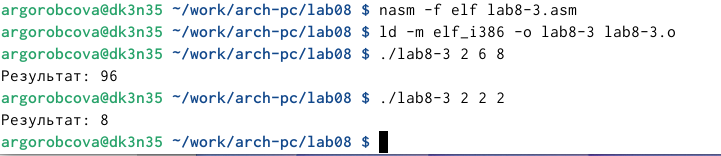 argorobcova@dk3n35 ~/work/arch-pc/lab08 $ nasm -f elf lab8-3.asm
argorobcova@dk3n35 ~/work/arch-pc/lab08 $ ld -m elf_i386 -o lab8-3 lab8-3.o
argorobcova@dk3n35 ~/work/arch-pc/lab08 $ ./lab8-3 2 6 8
Результат: 96
argorobcova@dk3n35 ~/work/arch-pc/lab08 $ ./lab8-3 2 2 2
Результат: 8
argorobcova@dk3n35 ~/work/arch-pc/lab08 $